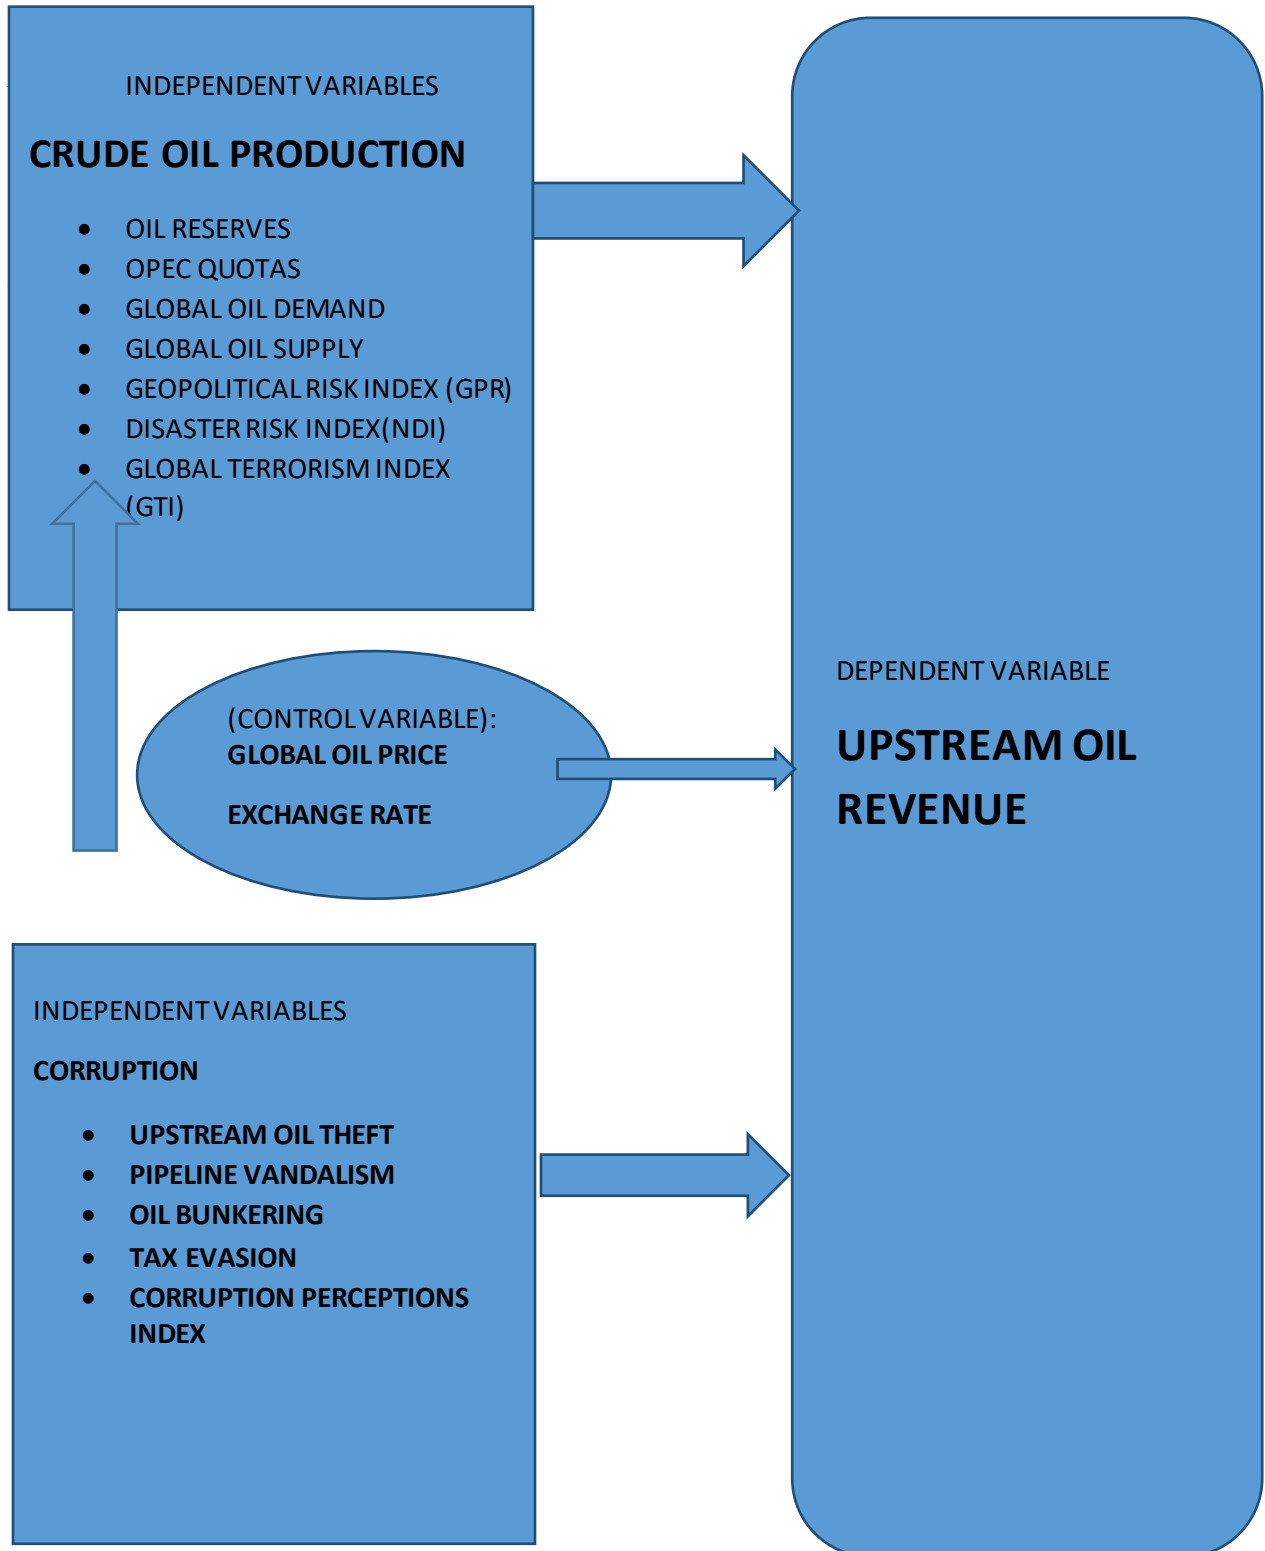 INDEPENDENT VARIABLES
CRUDE OIL PRODUCTION
• OIL RESERVES
• OPEC QUOTAS
• GLOBAL OIL DEMAND
• GLOBAL OIL SUPPLY
• GEOPOLITICAL RISK INDEX (GPR)
• DISASTER RISK INDEX(NDI)
• GLOBAL TERRORISM INDEX
(GTI)
(CONTROL VARIABLE):
GLOBAL OIL PRICE
EXCHANGE RATE
DEPENDENT VARIABLE
UPSTREAM OIL
REVENUE
INDEPENDENT VARIABLES
CORRUPTION
• UPSTREAM OIL THEFT
• PIPELINE VANDALISM
• OIL BUNKERING
• TAX EVASION
• CORRUPTION PERCEPTIONS
INDEX